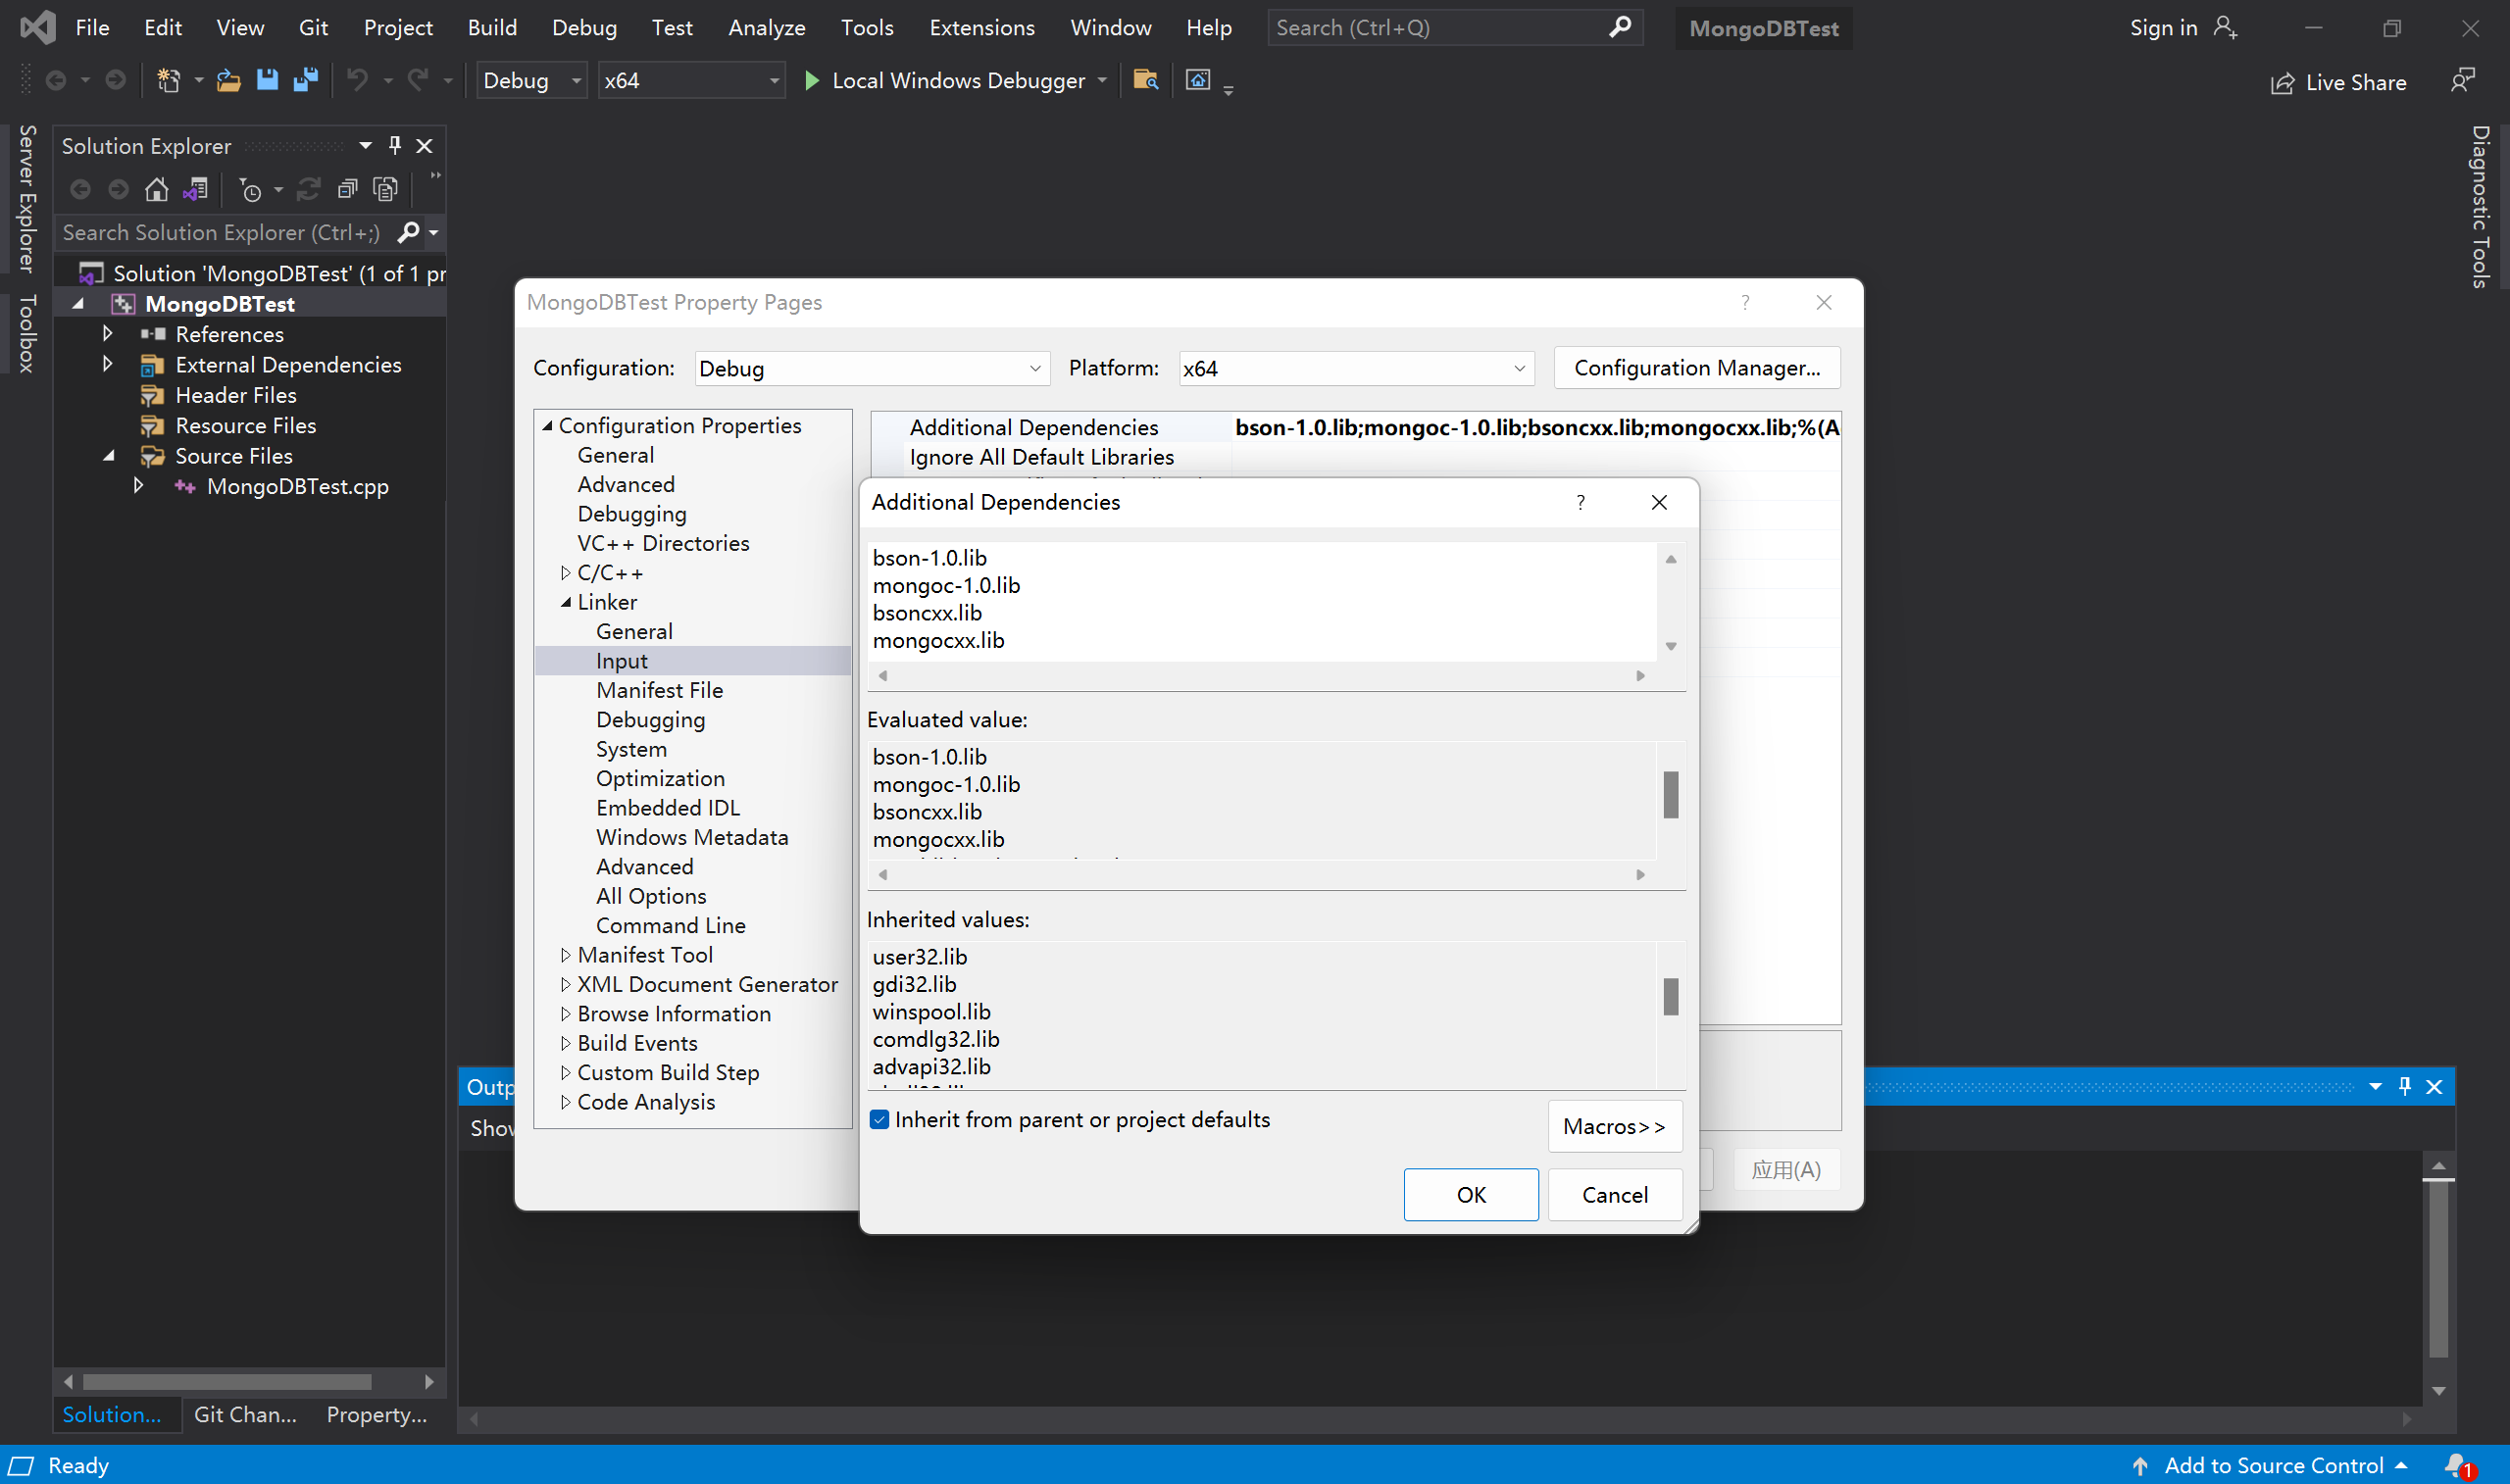 File Edit View Git Project Build Debug Test Analyze Tools Extensions Window Help Search (Ctrl+Q) MongoDBTest Sign in
Debug x64 Local Windows Debugger Live Share
Server Explorer
Toolbox
Solution Explorer
Search Solution Explorer (Ctrl+;)
Solution 'MongoDBTest' (1 of 1 pr
MongoDBTest
References
External Dependencies
Header Files
Resource Files
Source Files
MongoDBTest.cpp
Solution... Git Chan... Property...
Diagnostic Tools
MongoDBTest Property Pages ?
Configuration: Debug Platform: x64 Configuration Manager...
Configuration Properties
General
Advanced
Debugging
VC++ Directories
C/C++
Linker
General
Input
Manifest File
Debugging
System
Optimization
Embedded IDL
Windows Metadata
Advanced
All Options
Command Line
Manifest Tool
XML Document Generator
Browse Information
Build Events
Custom Build Step
Code Analysis
Additional Dependencies bson-1.0.lib;mongoc-1.0.lib;bsoncxx.lib;mongocxx.lib;%(A
Ignore All Default Libraries
Additional Dependencies ?
bson-1.0.lib
mongoc-1.0.lib
bsoncxx.lib
mongocxx.lib
Evaluated value:
bson-1.0.lib
mongoc-1.0.lib
bsoncxx.lib
mongocxx.lib
Inherited values:
user32.lib
gdi32.lib
winspool.lib
comdlg32.lib
advapi32.lib
Inherit from parent or project defaults
Macros>>
OK Cancel
应用(A)
Outp
Show
Ready Add to Source Control 1